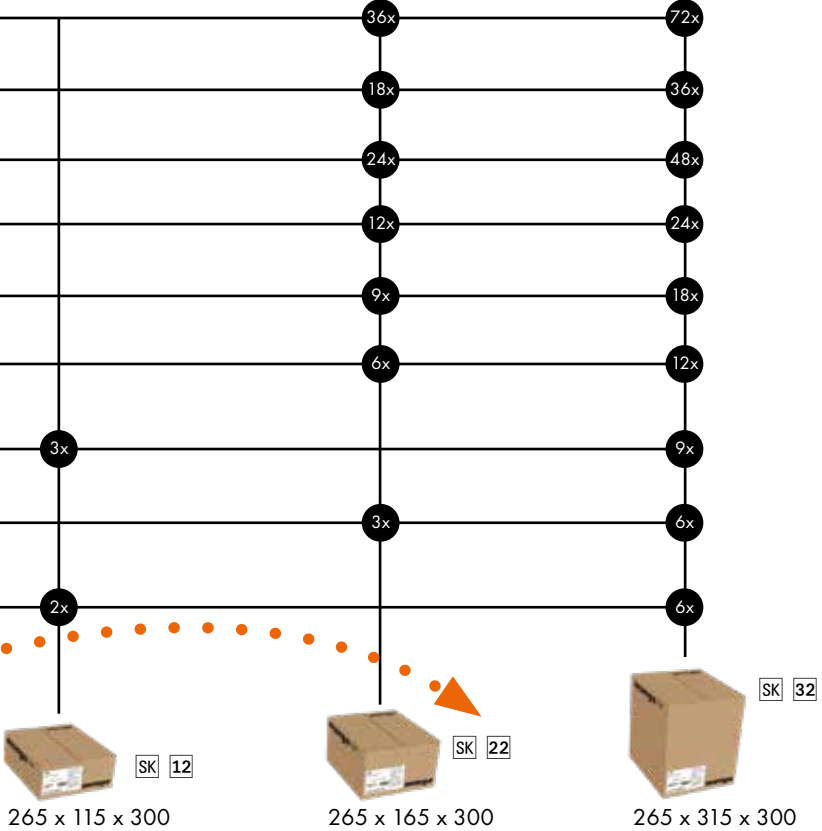 36x 72x
18x 36x
24x 48x
12x 24x
9x 18x
6x 12x
3x 9x
3x 6x
2x 6x
SK 32
SK 22
SK 12
265 x 115 x 300 265 x 165 x 300 265 x 315 x 300